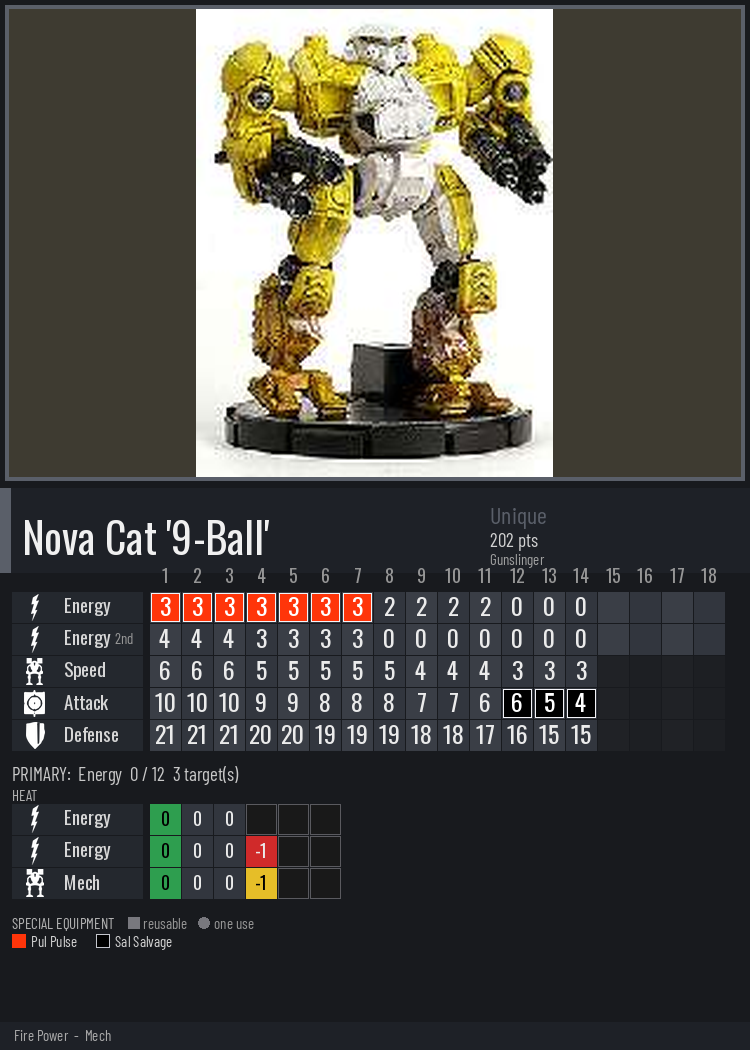 Nova Cat '9-Ball'
Unique
202 pts
Gunslinger
1 2 3 4 5 6 7 8 9 10 11 12 13 14 15 16 17 18
Energy 3 3 3 3 3 3 3 2 2 2 2 0 0 0
Energy 2nd 4 4 4 3 3 3 3 0 0 0 0 0 0 0
Speed 6 6 6 5 5 5 5 5 4 4 4 3 3 3
Attack 10 10 10 9 9 8 8 8 7 7 6 6 5 4
Defense 21 21 21 20 20 19 19 19 18 18 17 16 15 15
PRIMARY: Energy 0 / 12 3 target(s)
HEAT
Energy 0 0 0
Energy 0 0 0 -1
Mech 0 0 0 -1
SPECIAL EQUIPMENT reusable one use
Pul Pulse Sal Salvage
Fire Power - Mech